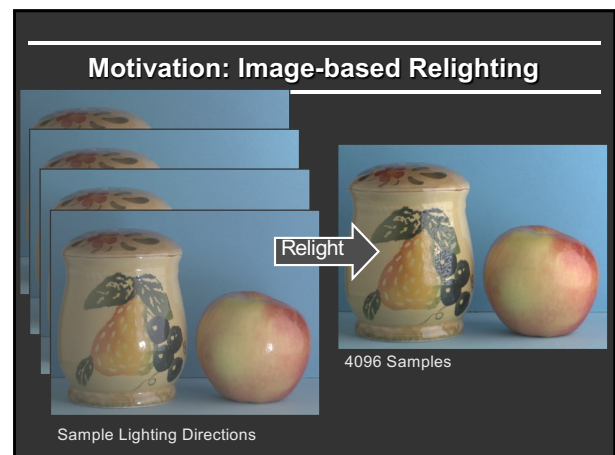 Motivation: Image-based Relighting
Relight
4096 Samples
Sample Lighting Directions